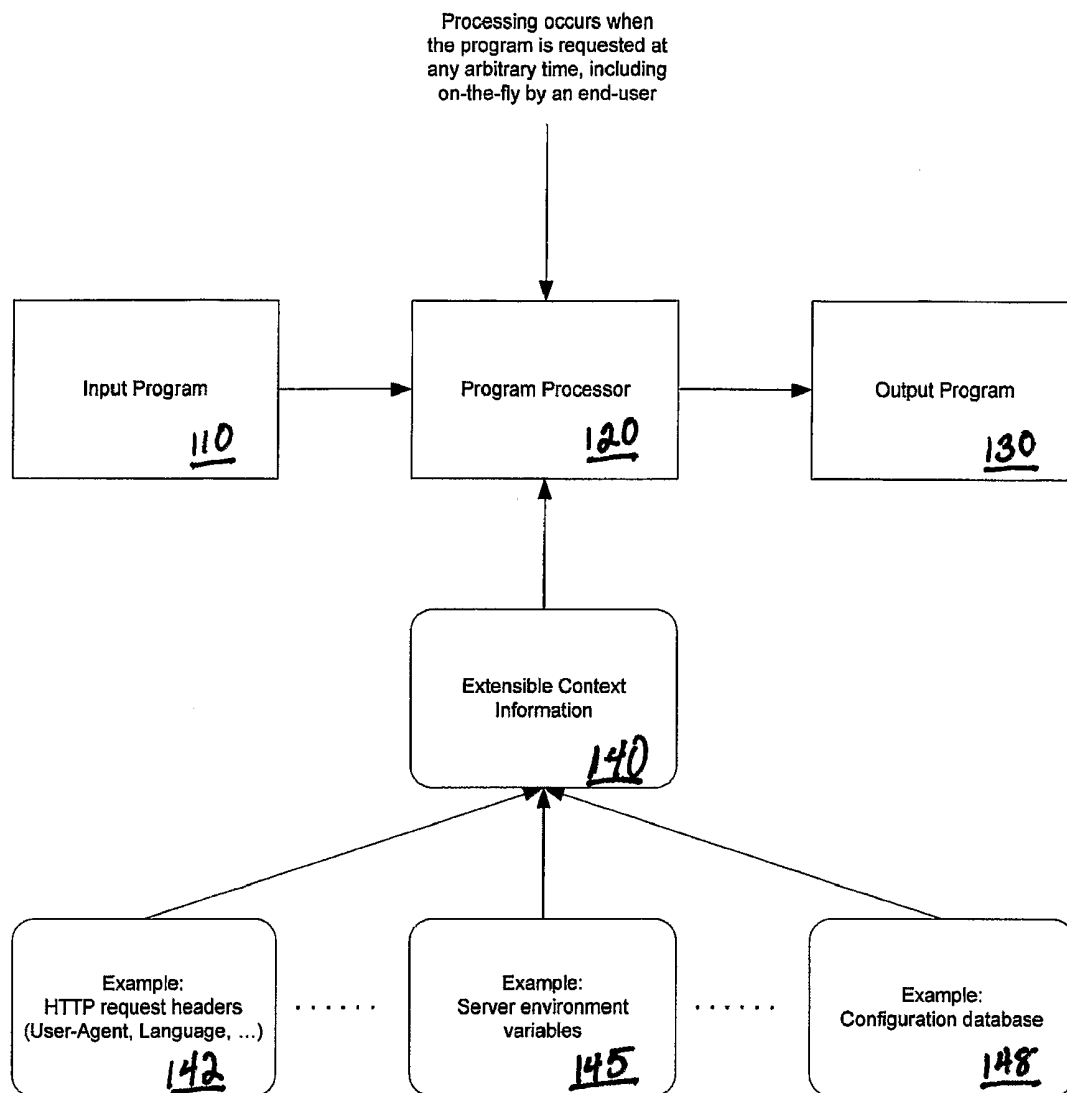 Processing occurs when
the program is requested at
any arbitrary time, including
on-the-fly by an end-user
Input Program
110
Program Processor
120
Output Program
130
Extensible Context
Information
140
Example:
HTTP request headers
(User-Agent, Language, ...)
142
......
Example:
Server environment
variables
145
......
Example:
Configuration database
148